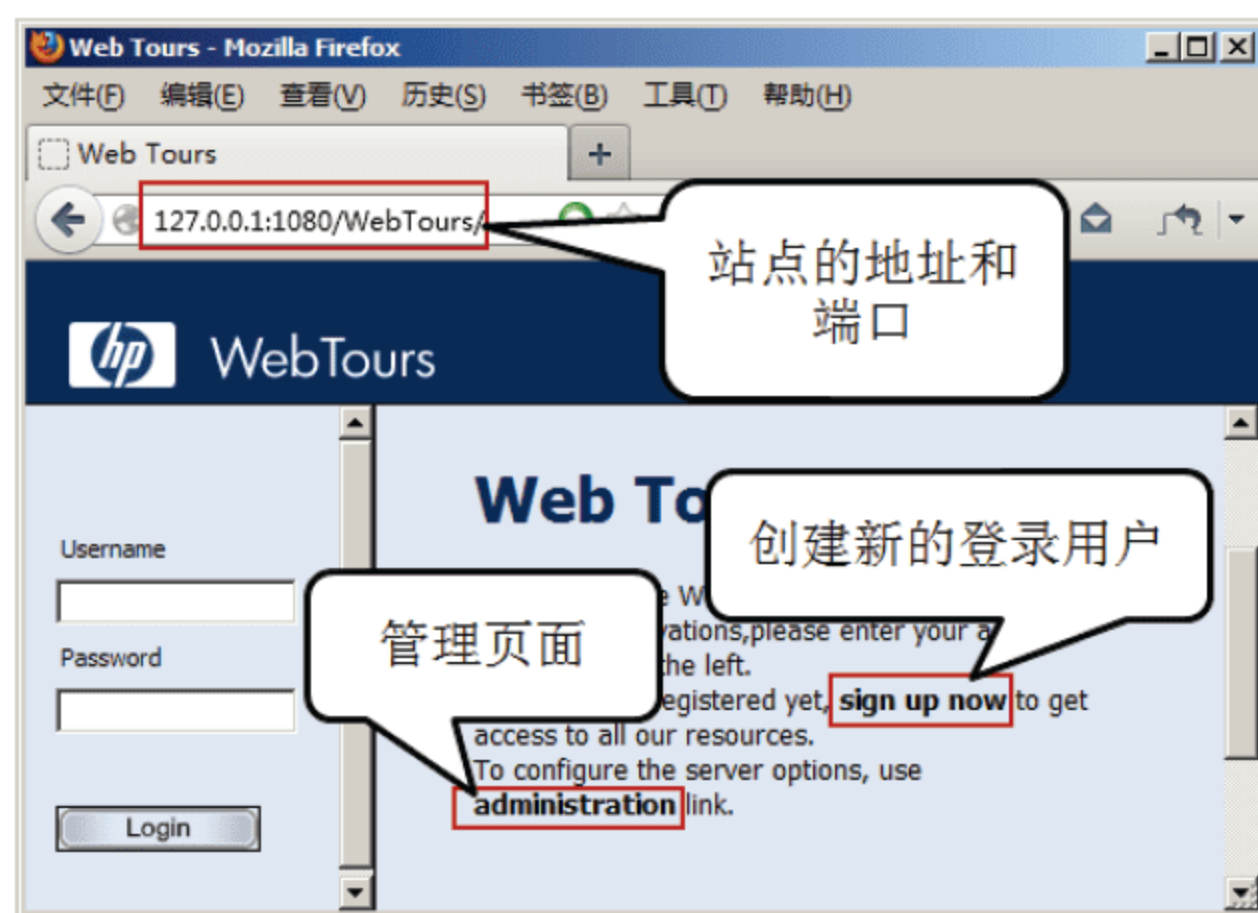 Web Tours - Mozilla Firefox
文件(F) 编辑(E) 查看(V) 历史(S) 书签(B) 工具(T) 帮助(H)
Web Tours
127.0.0.1:1080/WebTours/
站点的地址和
端口
hp WebTours
Web To
创建新的登录用户
Username
管理页面
please enter your
Password
the left.
yet, sign up now to get
access to all our resources.
To configure the server options, use
administration link.
Login